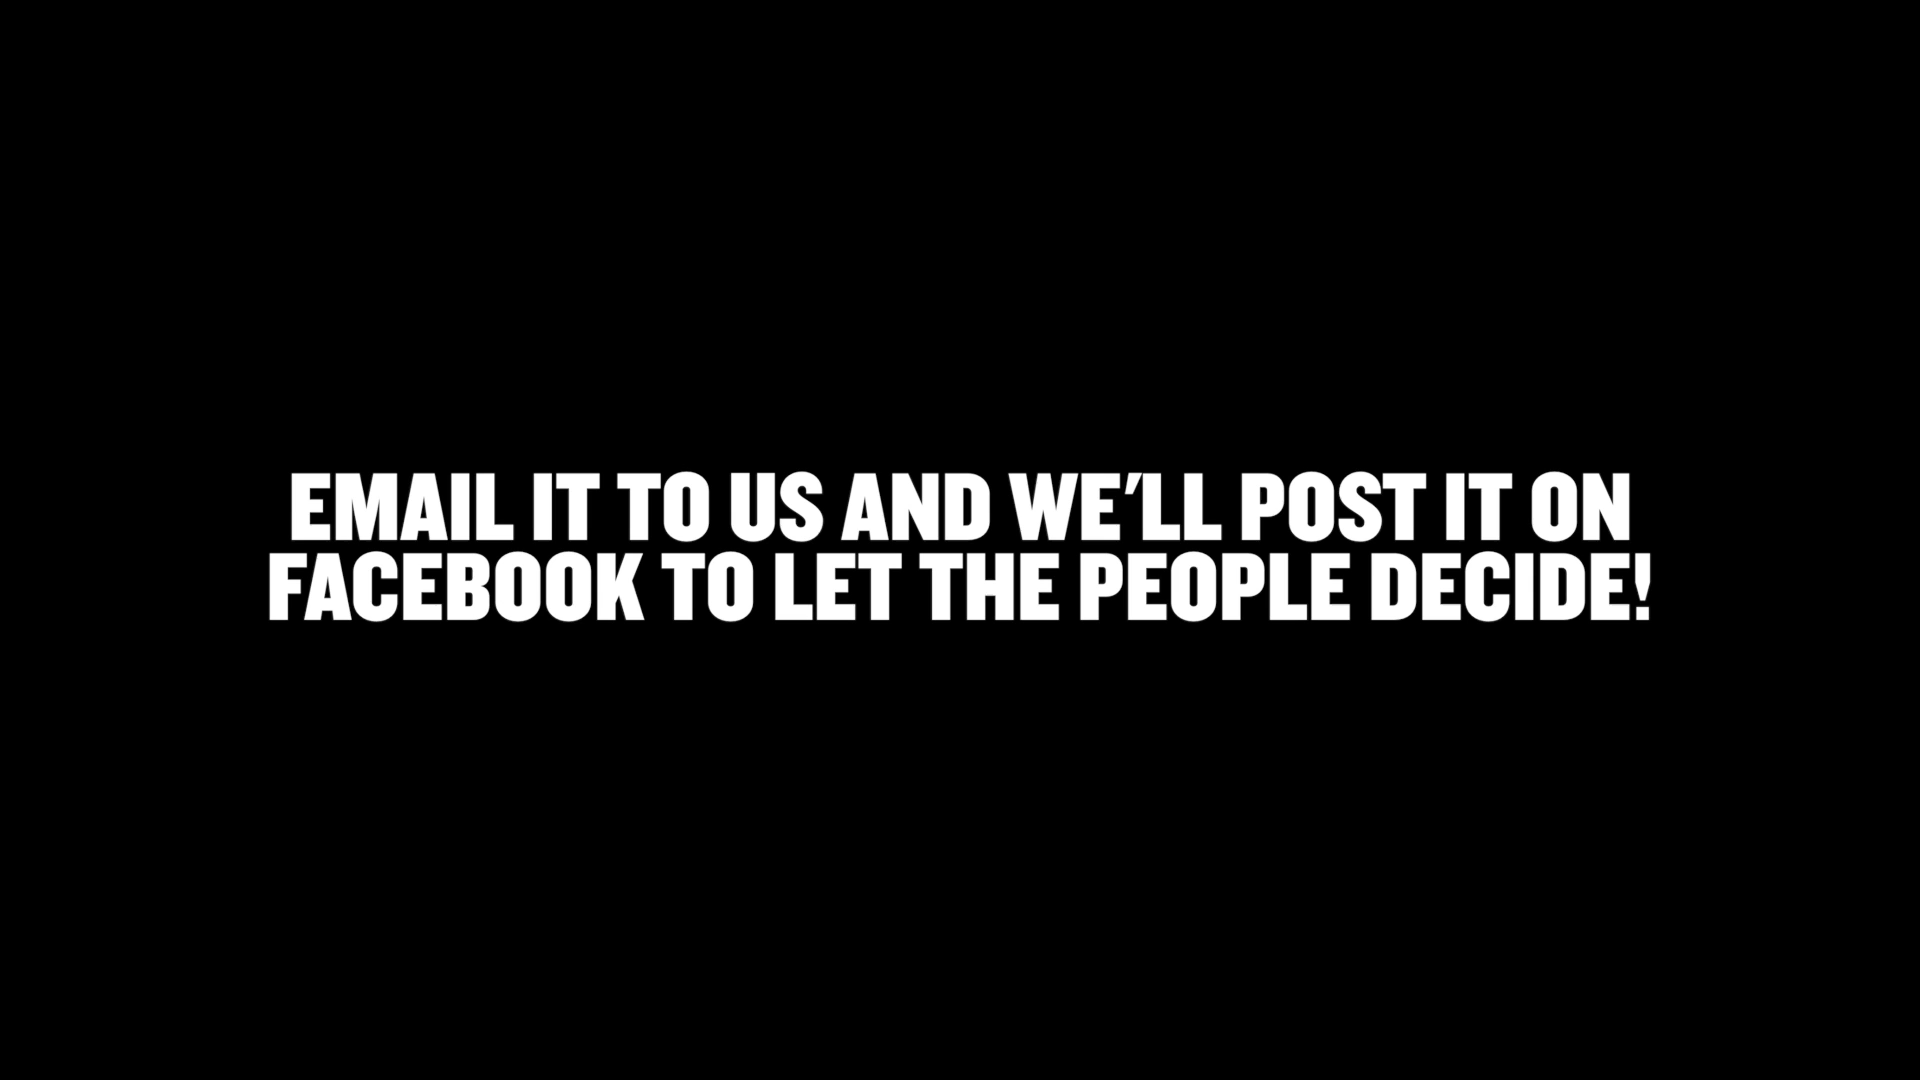 EMAIL IT TO US AND WE'LL POST IT ON
FACEBOOK TO LET THE PEOPLE DECIDE!